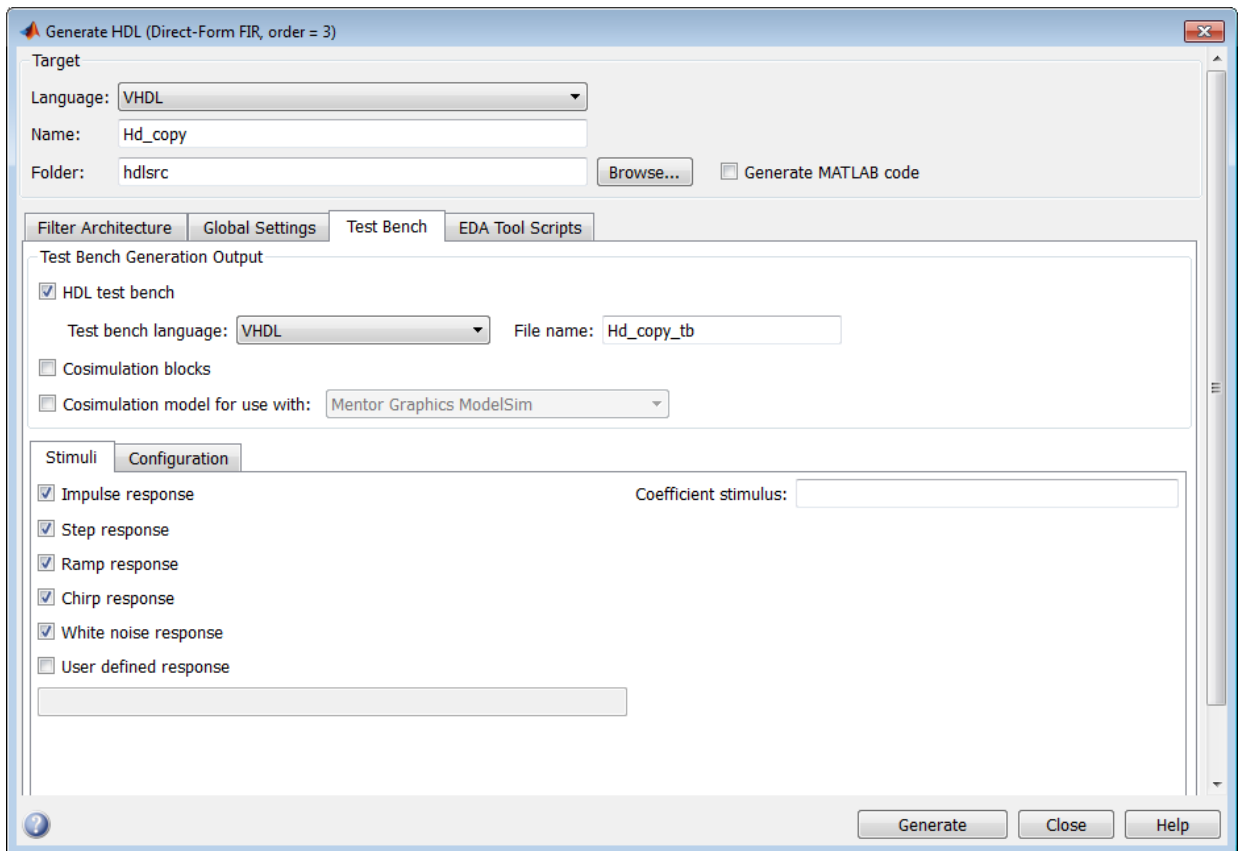 Generate HDL (Direct-Form FIR, order = 3)
Target
Language: VHDL
Name: Hd_copy
Folder: hdlsrc Browse... Generate MATLAB code
Filter Architecture Global Settings Test Bench EDA Tool Scripts
Test Bench Generation Output
HDL test bench
Test bench language: VHDL File name: Hd_copy_tb
Cosimulation blocks
Cosimulation model for use with: Mentor Graphics ModelSim
Stimuli Configuration
Impulse response Coefficient stimulus:
Step response
Ramp response
Chirp response
White noise response
User defined response
? Generate Close Help